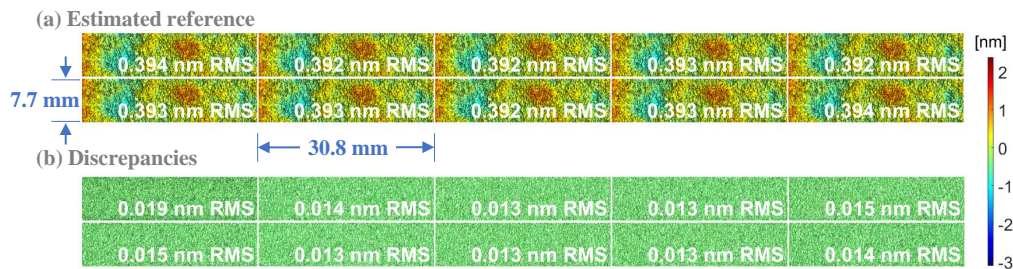 (a) Estimated reference
[nm]
0.394 nm RMS 0.392 nm RMS 0.392 nm RMS 0.393 nm RMS 0.392 nm RMS
2
7.7 mm
0.393 nm RMS 0.393 nm RMS 0.392 nm RMS 0.393 nm RMS 0.394 nm RMS
1
0
30.8 mm
(b) Discrepancies
-1
0.019 nm RMS 0.014 nm RMS 0.013 nm RMS 0.013 nm RMS 0.015 nm RMS
-2
0.015 nm RMS 0.013 nm RMS 0.013 nm RMS 0.013 nm RMS 0.014 nm RMS
-3